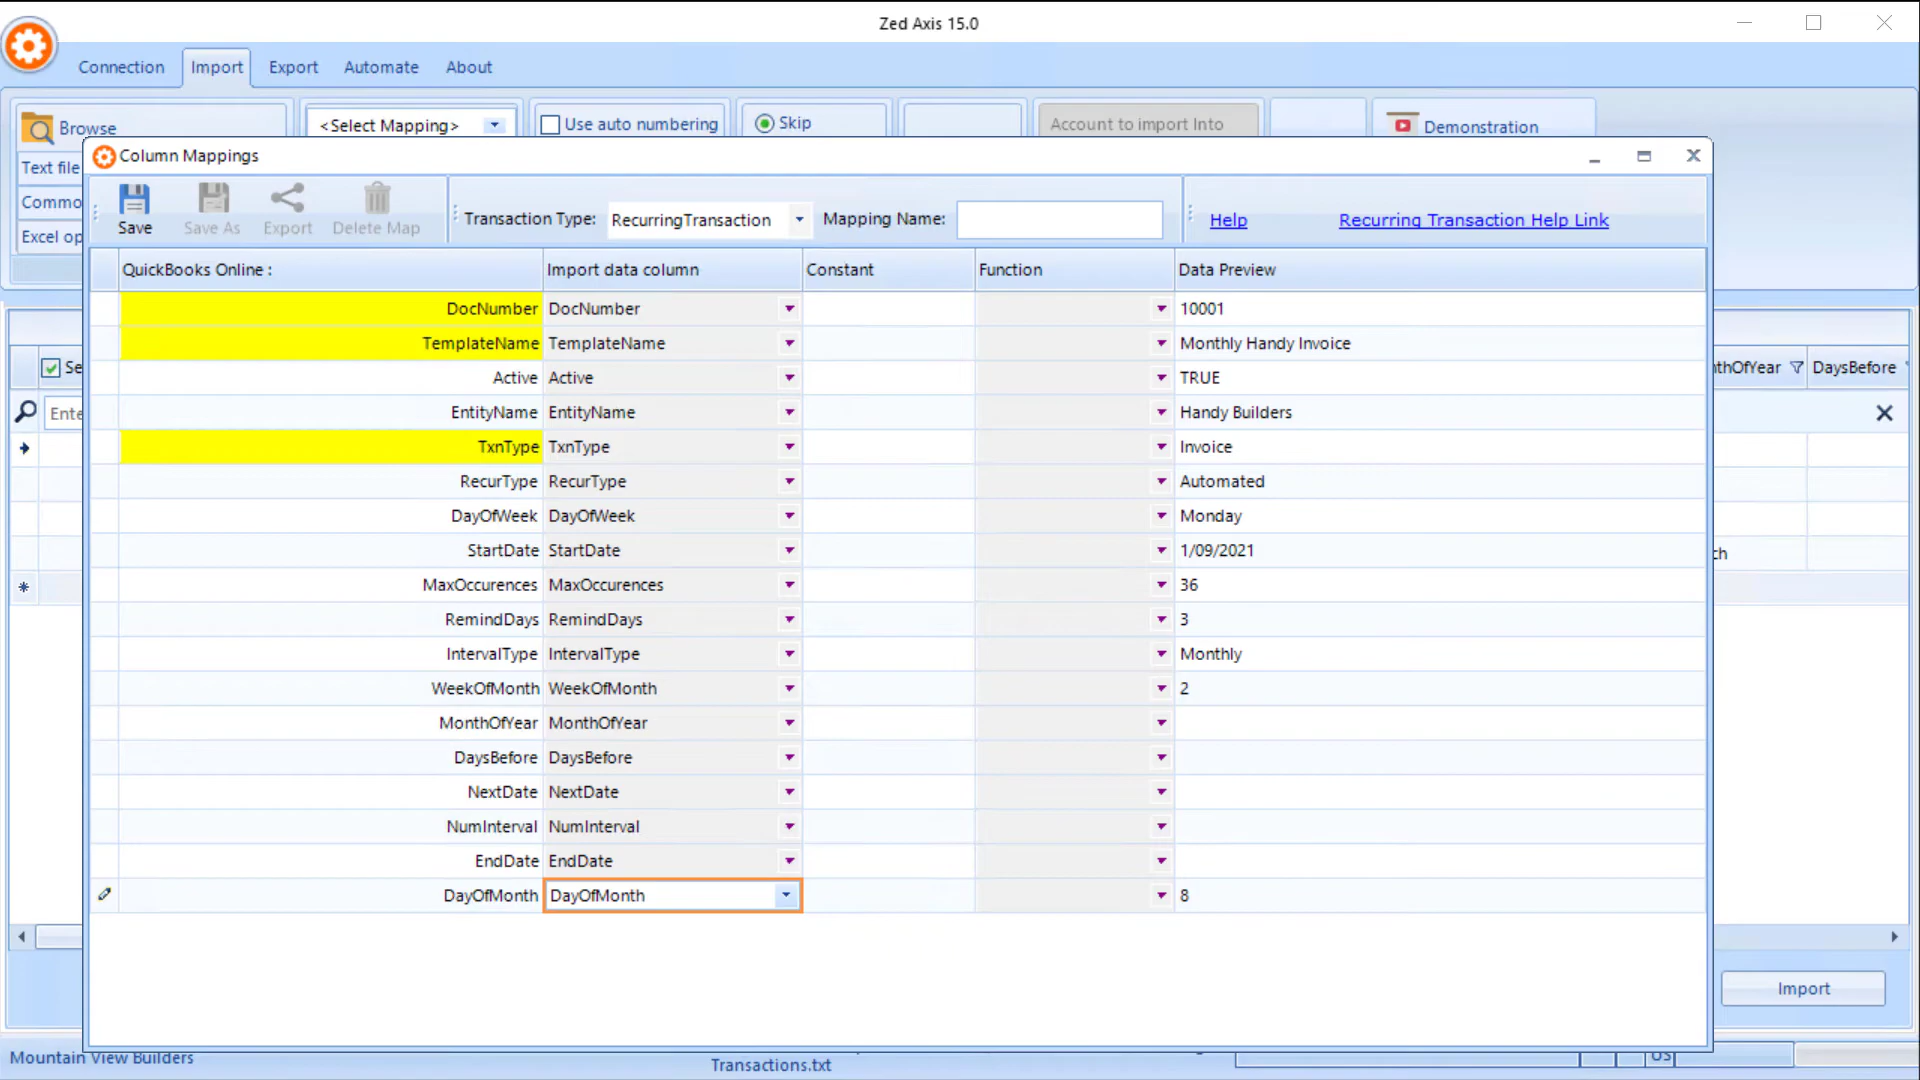 Zed Axis 15.0
Connection Import Export Automate About
Browse
<Select Mapping>
Use auto numbering
Skip
Account to import Into
Demonstration
Text file
Commo
Excel op
Column Mappings
Save
Save As
Export
Delete Map
Transaction Type: RecurringTransaction
Mapping Name:
Help
Recurring Transaction Help Link
QuickBooks Online : Import data column Constant Function Data Preview
DocNumber DocNumber 10001
TemplateName TemplateName Monthly Handy Invoice
Active Active TRUE
EntityName EntityName Handy Builders
TxnType TxnType Invoice
RecurType RecurType Automated
DayOfWeek DayOfWeek Monday
StartDate StartDate 1/09/2021
MaxOccurences MaxOccurences 36
RemindDays RemindDays 3
IntervalType IntervalType Monthly
WeekOfMonth WeekOfMonth 2
MonthOfYear MonthOfYear
DaysBefore DaysBefore
NextDate NextDate
NumInterval NumInterval
EndDate EndDate
DayOfMonth DayOfMonth 8
Se
Ente
nthOfYear DaysBefore
ch
Import
Mountain View Builders
Transactions.txt
US